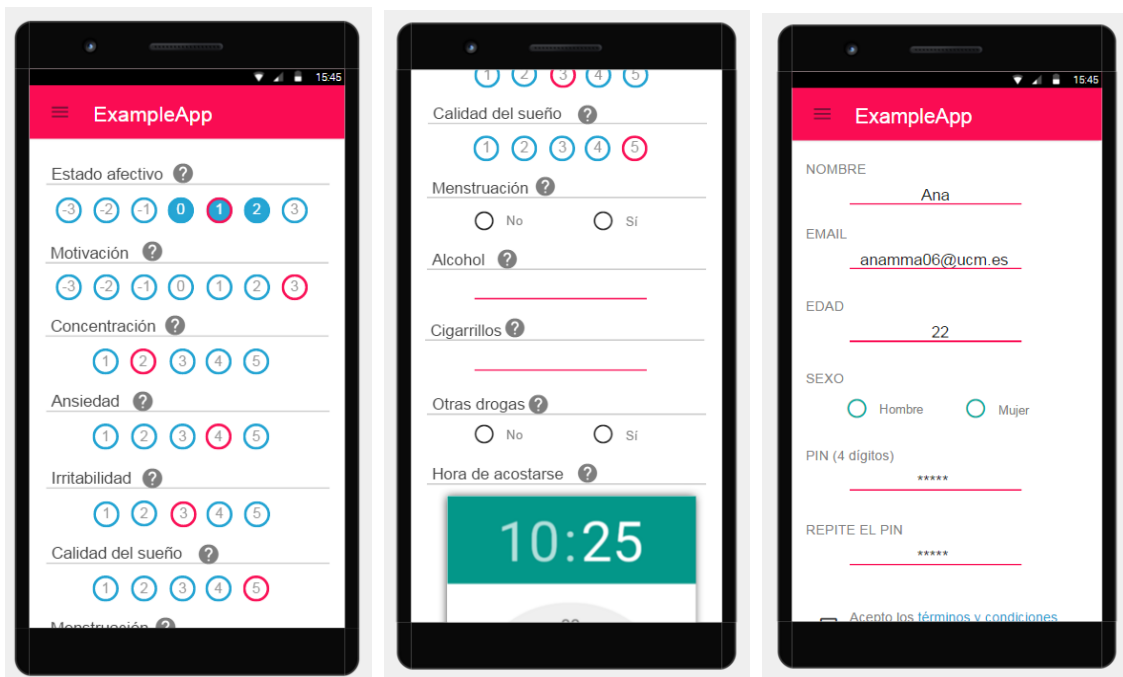 15:45
ExampleApp
Estado afectivo ?
-3 -2 -1 0 1 2 3
Motivación ?
-3 -2 -1 0 1 2 3
Concentración ?
1 2 3 4 5
Ansiedad ?
1 2 3 4 5
Irritabilidad ?
1 2 3 4 5
Calidad del sueño ?
1 2 3 4 5
Menstruación ?
1 2 3 4 5
Calidad del sueño ?
1 2 3 4 5
Menstruación ?
No Sí
Alcohol ?
Cigarrillos ?
Otras drogas ?
No Sí
Hora de acostarse ?
10:25
15:45
ExampleApp
NOMBRE
Ana
EMAIL
anamma06@ucm.es
EDAD
22
SEXO
Hombre Mujer
PIN (4 dígitos)
*****
REPITE EL PIN
*****
Acepto los términos y condiciones